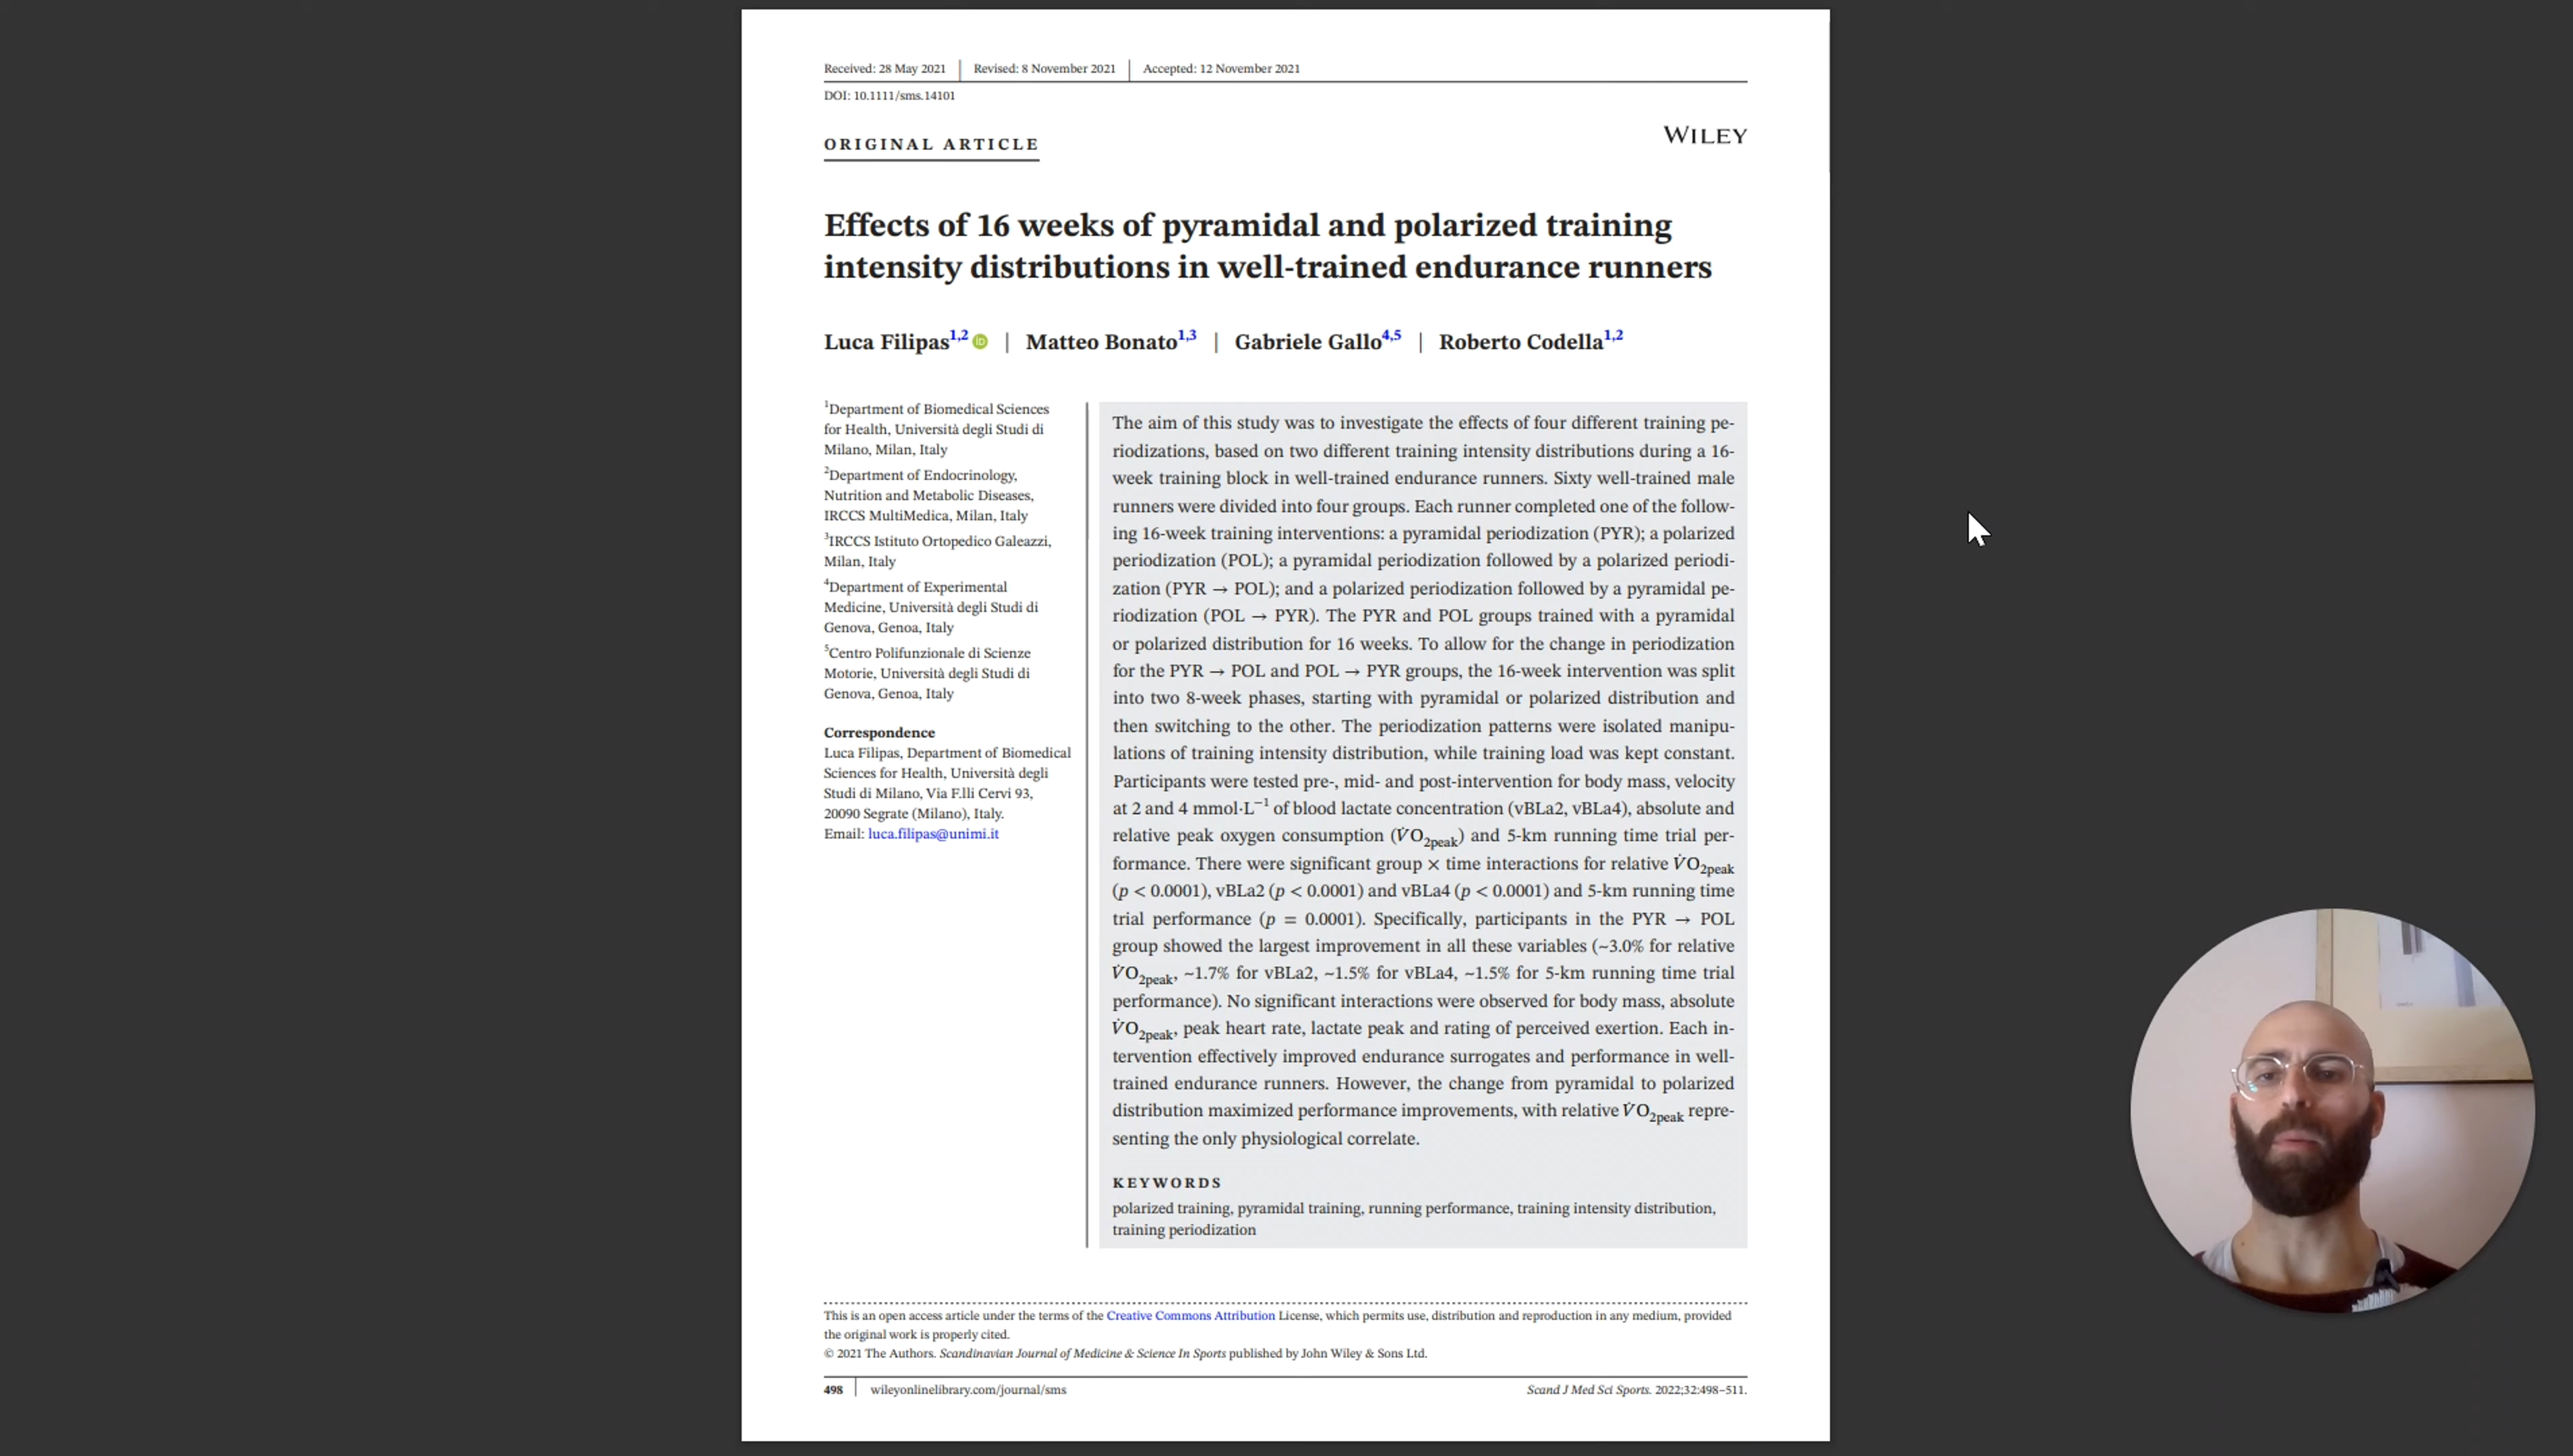 Received: 28 May 2021 | Revised: 8 November 2021 | Accepted: 12 November 2021
DOI: 10.1111/sms.14101
ORIGINAL ARTICLE
WILEY
Effects of 16 weeks of pyramidal and polarized training
intensity distributions in well-trained endurance runners
Luca Filipas1,2 iD | Matteo Bonato1,3 | Gabriele Gallo4,5 | Roberto Codella1,2
1Department of Biomedical Sciences
for Health, Università degli Studi di
Milano, Milan, Italy
2Department of Endocrinology,
Nutrition and Metabolic Diseases,
IRCCS MultiMedica, Milan, Italy
3IRCCS Istituto Ortopedico Galeazzi,
Milan, Italy
4Department of Experimental
Medicine, Università degli Studi di
Genova, Genoa, Italy
5Centro Polifunzionale di Scienze
Motorie, Università degli Studi di
Genova, Genoa, Italy
Correspondence
Luca Filipas, Department of Biomedical
Sciences for Health, Università degli
Studi di Milano, Via F.lli Cervi 93,
20090 Segrate (Milano), Italy.
Email: luca.filipas@unimi.it
The aim of this study was to investigate the effects of four different training pe-
riodizations, based on two different training intensity distributions during a 16-
week training block in well-trained endurance runners. Sixty well-trained male
runners were divided into four groups. Each runner completed one of the follow-
ing 16-week training interventions: a pyramidal periodization (PYR); a polarized
periodization (POL); a pyramidal periodization followed by a polarized periodi-
zation (PYR → POL); and a polarized periodization followed by a pyramidal pe-
riodization (POL → PYR). The PYR and POL groups trained with a pyramidal
or polarized distribution for 16 weeks. To allow for the change in periodization
for the PYR → POL and POL → PYR groups, the 16-week intervention was split
into two 8-week phases, starting with pyramidal or polarized distribution and
then switching to the other. The periodization patterns were isolated manipu-
lations of training intensity distribution, while training load was kept constant.
Participants were tested pre-, mid- and post-intervention for body mass, velocity
at 2 and 4 mmol·L−1 of blood lactate concentration (vBLa2, vBLa4), absolute and
relative peak oxygen consumption (V̇O2peak) and 5-km running time trial per-
formance. There were significant group × time interactions for relative V̇O2peak
(p < 0.0001), vBLa2 (p < 0.0001) and vBLa4 (p < 0.0001) and 5-km running time
trial performance (p = 0.0001). Specifically, participants in the PYR → POL
group showed the largest improvement in all these variables (~3.0% for relative
V̇O2peak, ~1.7% for vBLa2, ~1.5% for vBLa4, ~1.5% for 5-km running time trial
performance). No significant interactions were observed for body mass, absolute
V̇O2peak, peak heart rate, lactate peak and rating of perceived exertion. Each in-
tervention effectively improved endurance surrogates and performance in well-
trained endurance runners. However, the change from pyramidal to polarized
distribution maximized performance improvements, with relative V̇O2peak repre-
senting the only physiological correlate.
KEYWORDS
polarized training, pyramidal training, running performance, training intensity distribution,
training periodization
This is an open access article under the terms of the Creative Commons Attribution License, which permits use, distribution and reproduction in any medium, provided
the original work is properly cited.
© 2021 The Authors. Scandinavian Journal of Medicine & Science In Sports published by John Wiley & Sons Ltd.
498 | wileyonlinelibrary.com/journal/sms
Scand J Med Sci Sports. 2022;32:498–511.